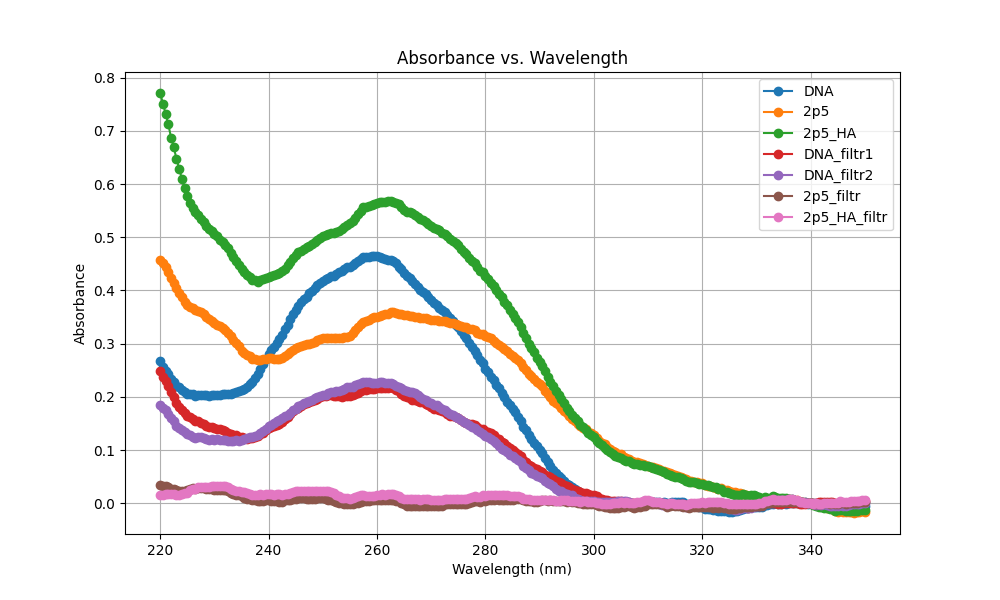 Absorbance vs. Wavelength
Absorbance
0.8
0.7
0.6
0.5
0.4
0.3
0.2
0.1
0.0
DNA
2p5
2p5_HA
DNA_filtr1
DNA_filtr2
2p5_filtr
2p5_HA_filtr
220 240 260 280 300 320 340
Wavelength (nm)